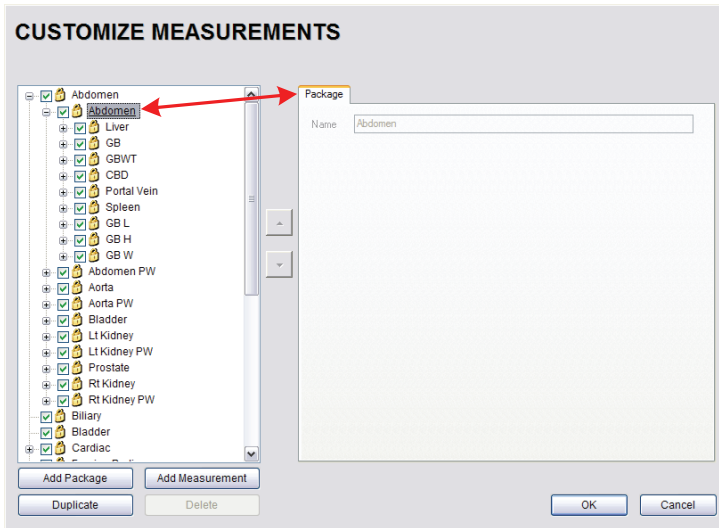 CUSTOMIZE MEASUREMENTS
Abdomen
Abdomen
Liver
GB
GBWT
CBD
Portal Vein
Spleen
GB L
GB H
GB W
Abdomen PW
Aorta
Aorta PW
Bladder
Lt Kidney
Lt Kidney PW
Prostate
Rt Kidney
Rt Kidney PW
Biliary
Bladder
Cardiac
Package
Name Abdomen
Add Package Add Measurement
Duplicate Delete
OK Cancel